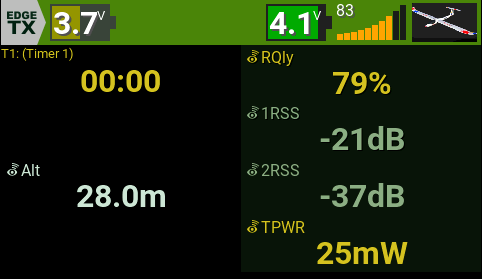 EDGE
TX
3.7V
4.1V
83
T1: (Timer 1)
00:00
Alt
28.0m
RQly
79%
1RSS
-21dB
2RSS
-37dB
TPWR
25mW